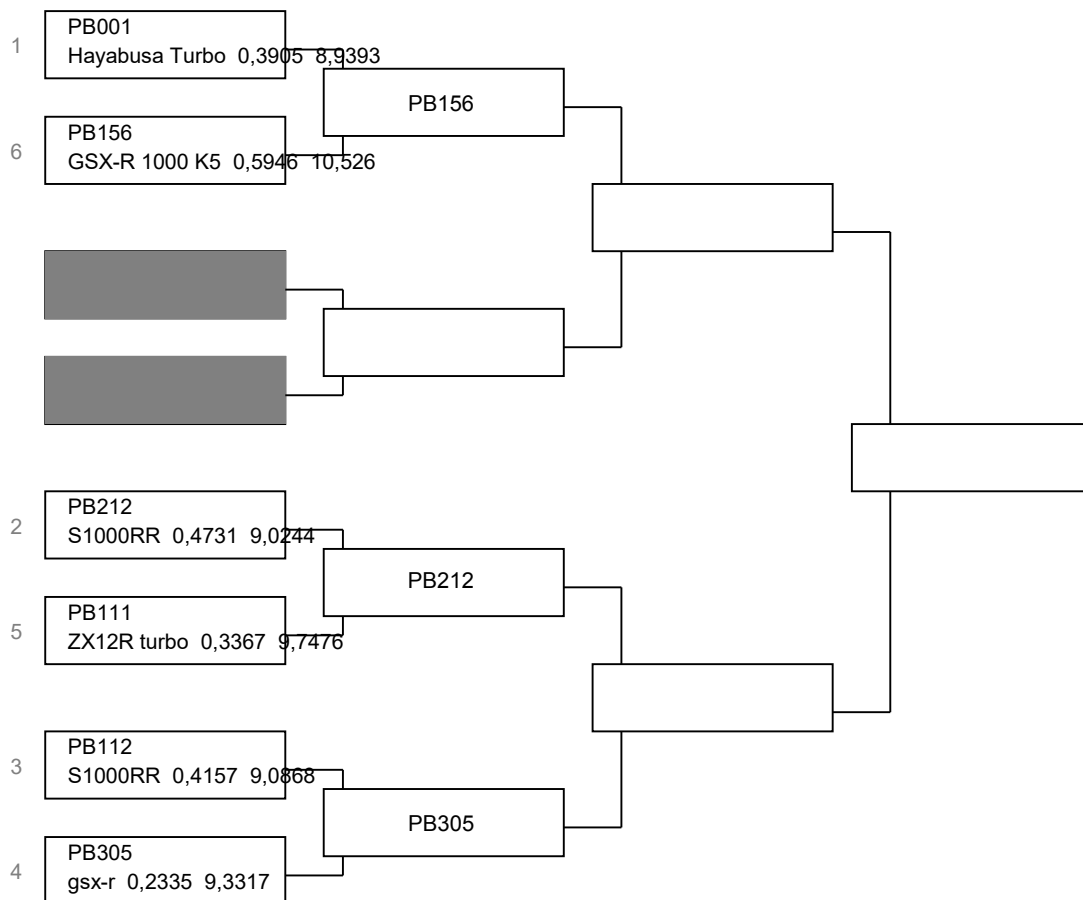 1
PB001
Hayabusa Turbo 0,3905 8,9393
PB156
6
PB156
GSX-R 1000 K5 0,5946 10,526
2
PB212
S1000RR 0,4731 9,0244
PB212
5
PB111
ZX12R turbo 0,3367 9,7476
3
PB112
S1000RR 0,4157 9,0868
PB305
4
PB305
gsx-r 0,2335 9,3317